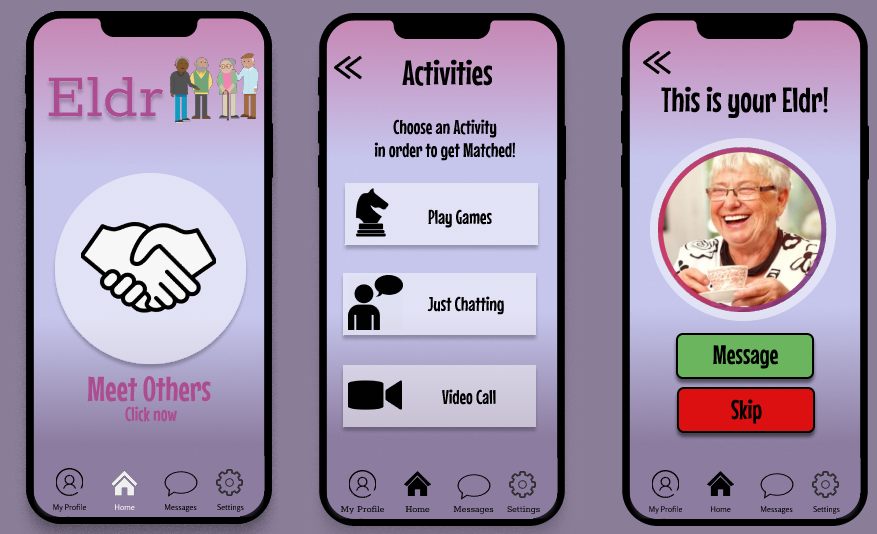 Eldr
Meet Others
Click now
My Profile
Home
Messages
Settings
Activities
Choose an Activity
in order to get Matched!
Play Games
Just Chatting
Video Call
My Profile
Home
Messages
Settings
This is your Eldr!
Message
Skip
My Profile
Home
Messages
Settings